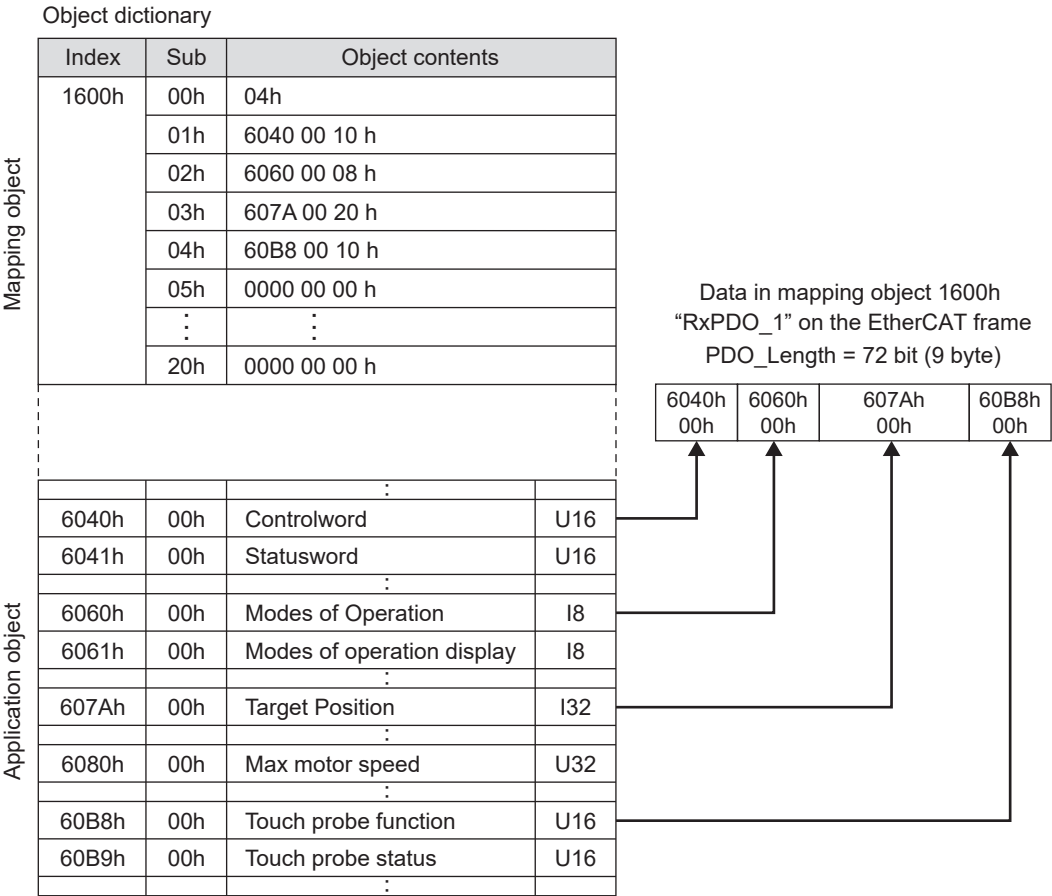 Object dictionary
Index Sub Object contents
Mapping object
1600h 00h 04h
01h 6040 00 10 h
02h 6060 00 08 h
03h 607A 00 20 h
04h 60B8 00 10 h
05h 0000 00 00 h
: :
20h 0000 00 00 h
Data in mapping object 1600h
“RxPDO_1” on the EtherCAT frame
PDO_Length = 72 bit (9 byte)
6040h 6060h 607Ah 60B8h
00h 00h 00h 00h
Application object
:
6040h 00h Controlword U16
6041h 00h Statusword U16
:
6060h 00h Modes of Operation I8
6061h 00h Modes of operation display I8
:
607Ah 00h Target Position I32
:
6080h 00h Max motor speed U32
:
60B8h 00h Touch probe function U16
60B9h 00h Touch probe status U16
: